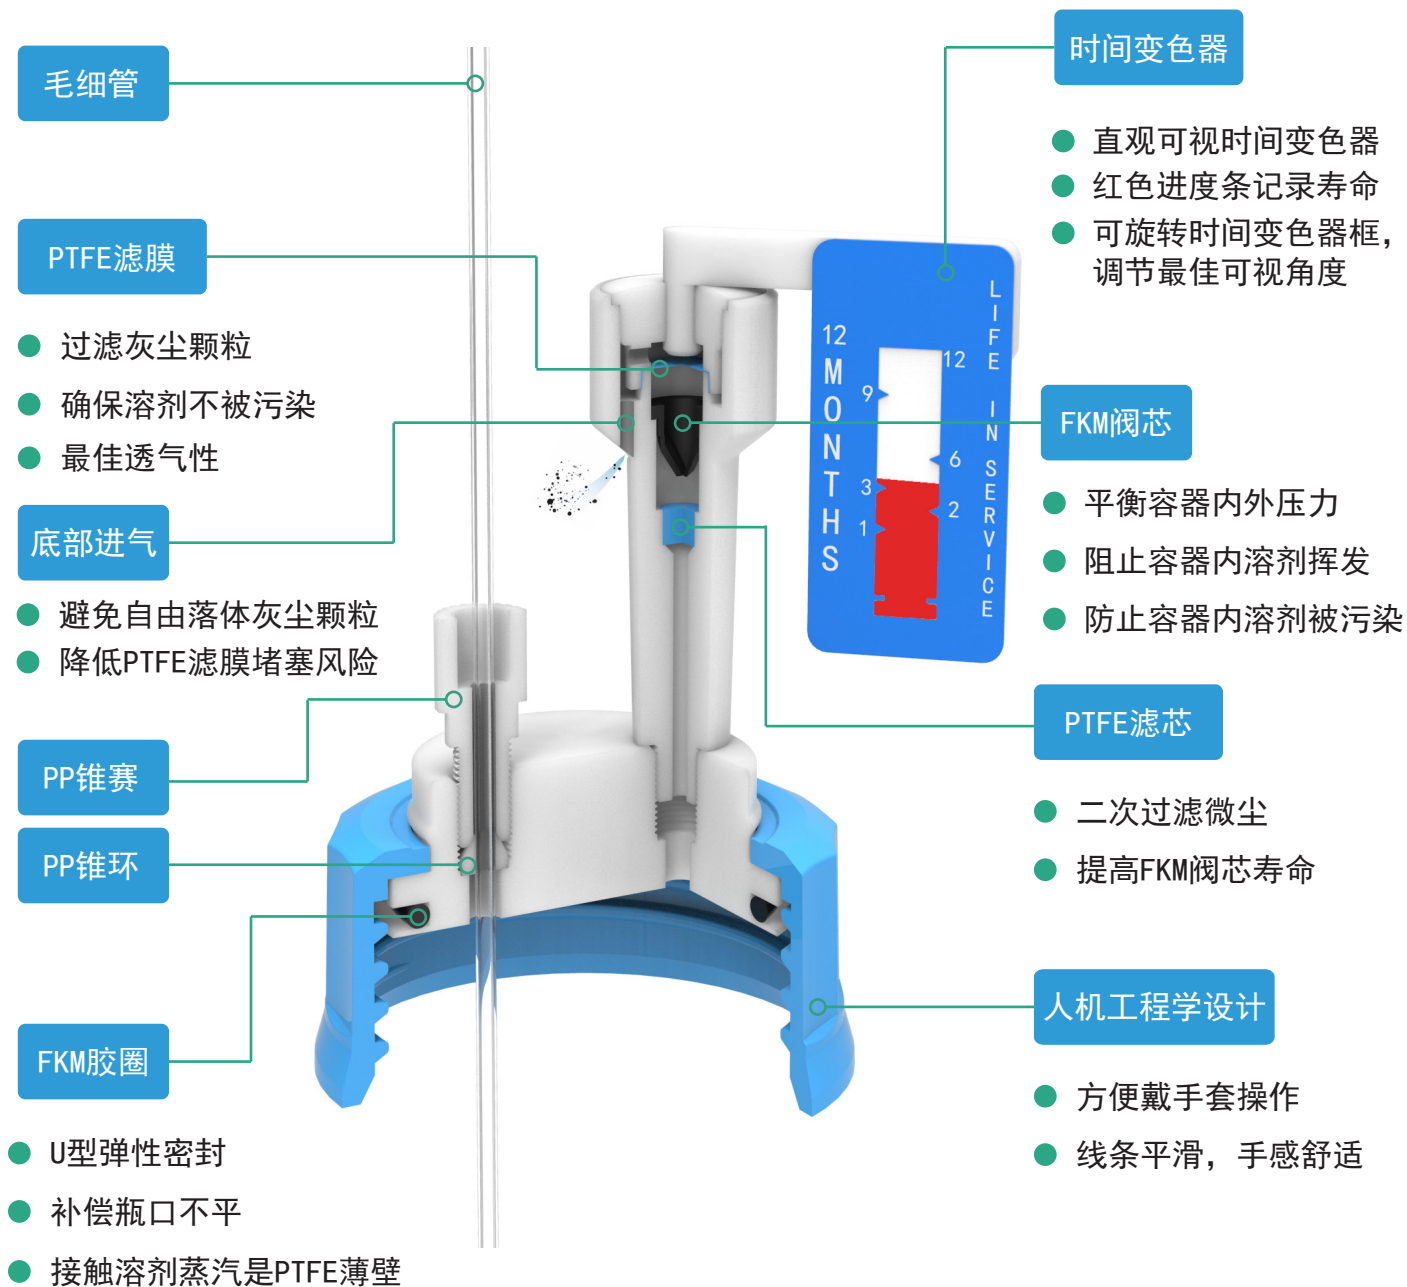 毛细管
PTFE滤膜
过滤灰尘颗粒
确保溶剂不被污染
最佳透气性
底部进气
避免自由落体灰尘颗粒
降低PTFE滤膜堵塞风险
PP锥赛
PP锥环
FKM胶圈
U型弹性密封
补偿瓶口不平
接触溶剂蒸汽是PTFE薄壁
时间变色器
直观可视时间变色器
红色进度条记录寿命
可旋转时间变色器框，
调节最佳可视角度
12 MONTHS
LIFE IN SERVICE
12
9
6
3
2
1
FKM阀芯
平衡容器内外压力
阻止容器内溶剂挥发
防止容器内溶剂被污染
PTFE滤芯
二次过滤微尘
提高FKM阀芯寿命
人机工程学设计
方便戴手套操作
线条平滑，手感舒适